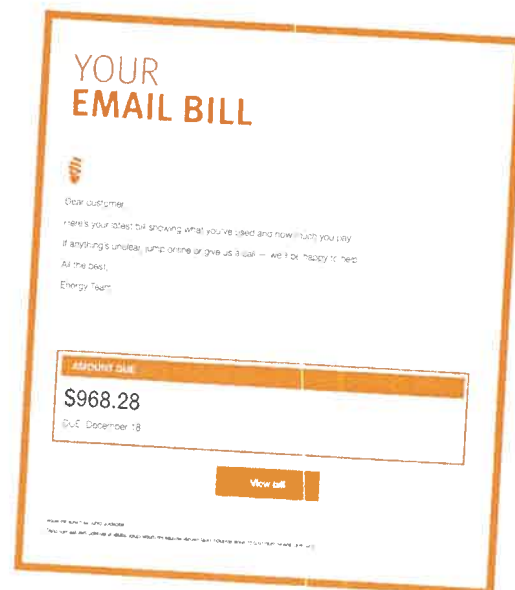 YOUR
EMAIL BILL
Dear customer,
Here's your latest bill showing what you've used and how much you pay
If anything's unclear, jump online or give us a call — we'll be happy to help
All the best,
Energy Team
AMOUNT DUE
$968.28
DUE: December 18
View bill